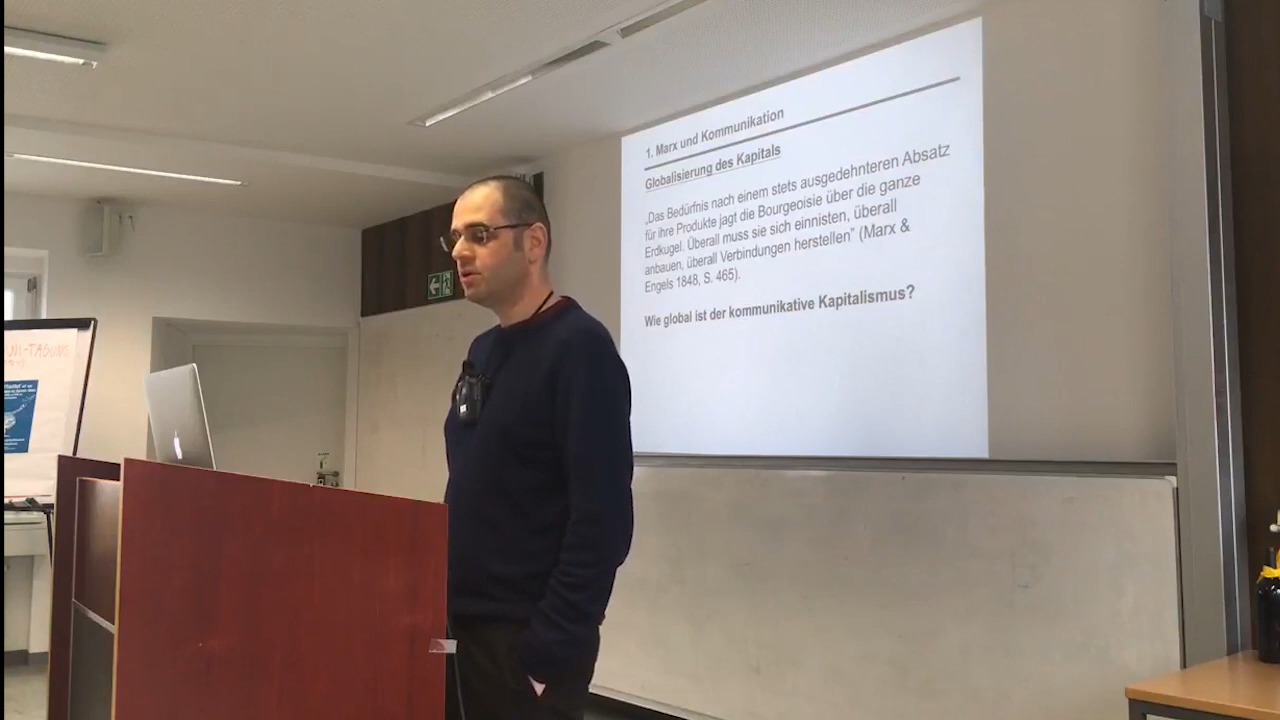 1. Marx und Kommunikation
Globalisierung des Kapitals
„Das Bedürfnis nach einem stets ausgedehnteren Absatz
für ihre Produkte jagt die Bourgeoisie über die ganze
Erdkugel. Überall muss sie sich einnisten, überall
anbauen, überall Verbindungen herstellen” (Marx &
Engels 1848, S. 465).
Wie global ist der kommunikative Kapitalismus?
NI-TAGUNG